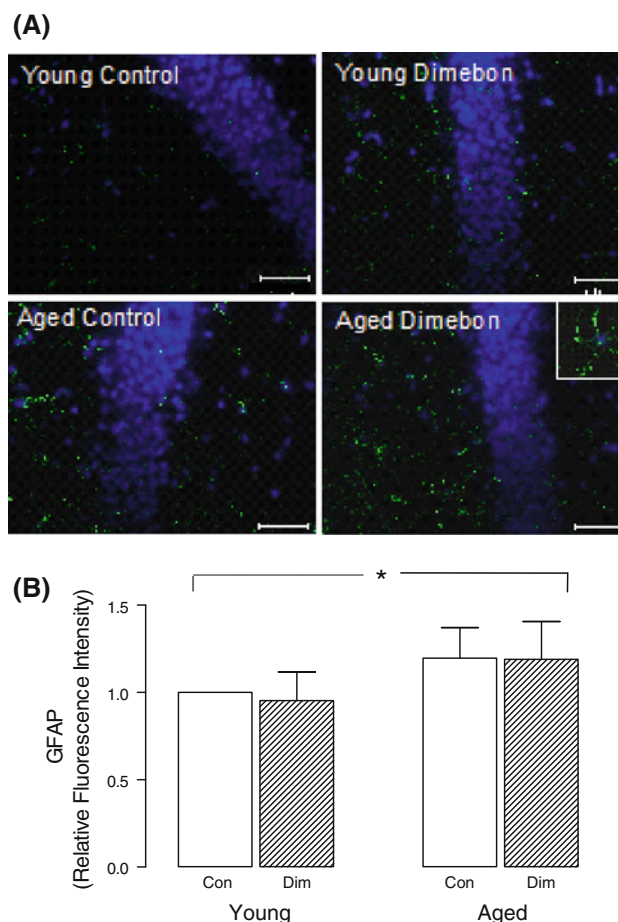 (A)
Young Control
Young Dimebon
Aged Control
Aged Dimebon
(B)
*
GFAP
(Relative Fluorescence Intensity)
1.5
1.0
0.5
0.0
Con
Dim
Con
Dim
Young
Aged